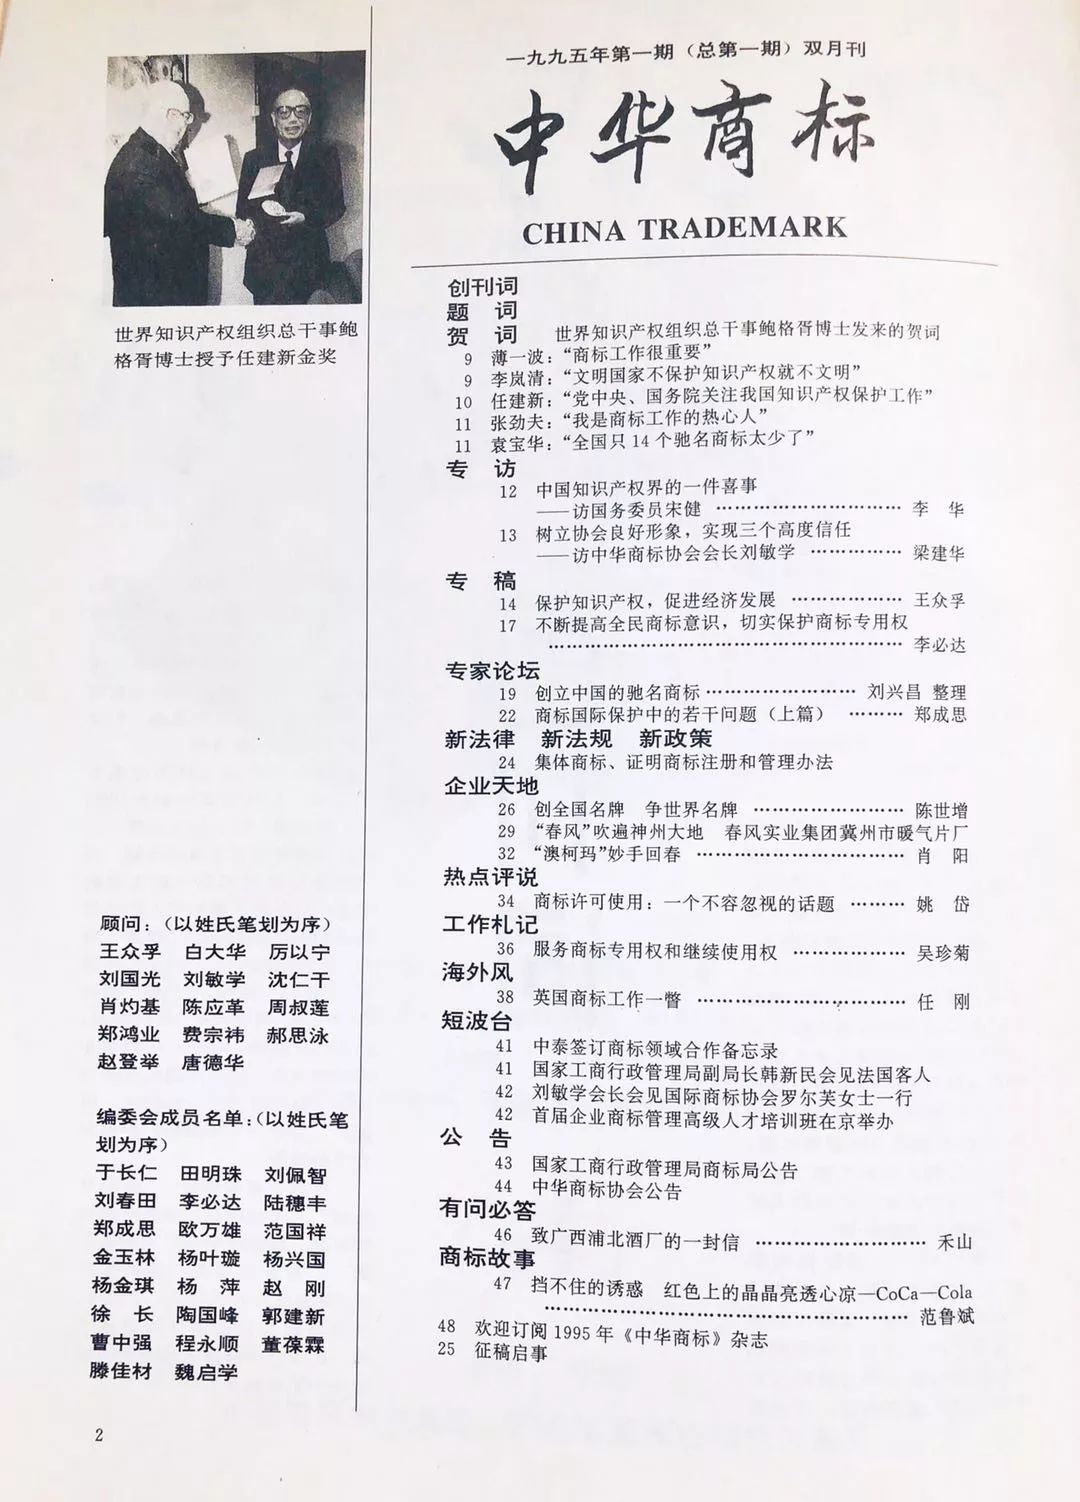 世界知识产权组织总干事鲍
格胥博士授予任建新金奖
顾问：（以姓氏笔划为序）
王众孚 白大华 厉以宁
刘国光 刘敏学 沈仁干
肖灼基 陈应革 周叔莲
郑鸿业 费宗祎 郝思泳
赵登举 唐德华
编委会成员名单：（以姓氏笔
划为序）
于长仁 田明珠 刘佩智
刘春田 李必达 陆穗丰
郑成思 欧万雄 范国祥
金玉林 杨叶璇 杨兴国
杨金琪 杨 萍 赵 刚
徐 长 陶国峰 郭建新
曹中强 程永顺 董葆霖
滕佳材 魏启学
2
一九九五年第一期（总第一期）双月刊
中华商标
CHINA TRADEMARK
创刊词
题 词
贺 词 世界知识产权组织总干事鲍格胥博士发来的贺词
9 薄一波：“商标工作很重要”
9 李岚清：“文明国家不保护知识产权就不文明”
10 任建新：“党中央、国务院关注我国知识产权保护工作”
11 张劲夫：“我是商标工作的热心人”
11 袁宝华：“全国只14个驰名商标太少了”
专 访
12 中国知识产权界的一件喜事
——访国务委员宋健 ……………………… 李 华
13 树立协会良好形象，实现三个高度信任
——访中华商标协会会长刘敏学 …………… 梁建华
专 稿
14 保护知识产权，促进经济发展 ……………… 王众孚
17 不断提高全民商标意识，切实保护商标专用权
………………………………………… 李必达
专家论坛
19 创立中国的驰名商标…………………… 刘兴昌 整理
22 商标国际保护中的若干问题（上篇） ……… 郑成思
新法律 新法规 新政策
24 集体商标、证明商标注册和管理办法
企业天地
26 创全国名牌 争世界名牌 …………………… 陈世增
29 “春风”吹遍神州大地 春风实业集团冀州市暖气片厂
32 “澳柯玛”妙手回春 …………………………… 肖 阳
热点评说
34 商标许可使用：一个不容忽视的话题 ……… 姚 岱
工作札记
36 服务商标专用权和继续使用权 ……………… 吴珍菊
海外风
38 英国商标工作一瞥 …………………………… 任 刚
短波台
41 中泰签订商标领域合作备忘录
41 国家工商行政管理局副局长韩新民会见法国客人
42 刘敏学会长会见国际商标协会罗尔芙女士一行
42 首届企业商标管理高级人才培训班在京举办
公 告
43 国家工商行政管理局商标局公告
44 中华商标协会公告
有问必答
46 致广西浦北酒厂的一封信 ……………………… 禾山
商标故事
47 挡不住的诱惑 红色上的晶晶亮透心凉—CoCa—Cola
………………………………………… 范鲁斌
48 欢迎订阅1995年《中华商标》杂志
25 征稿启事